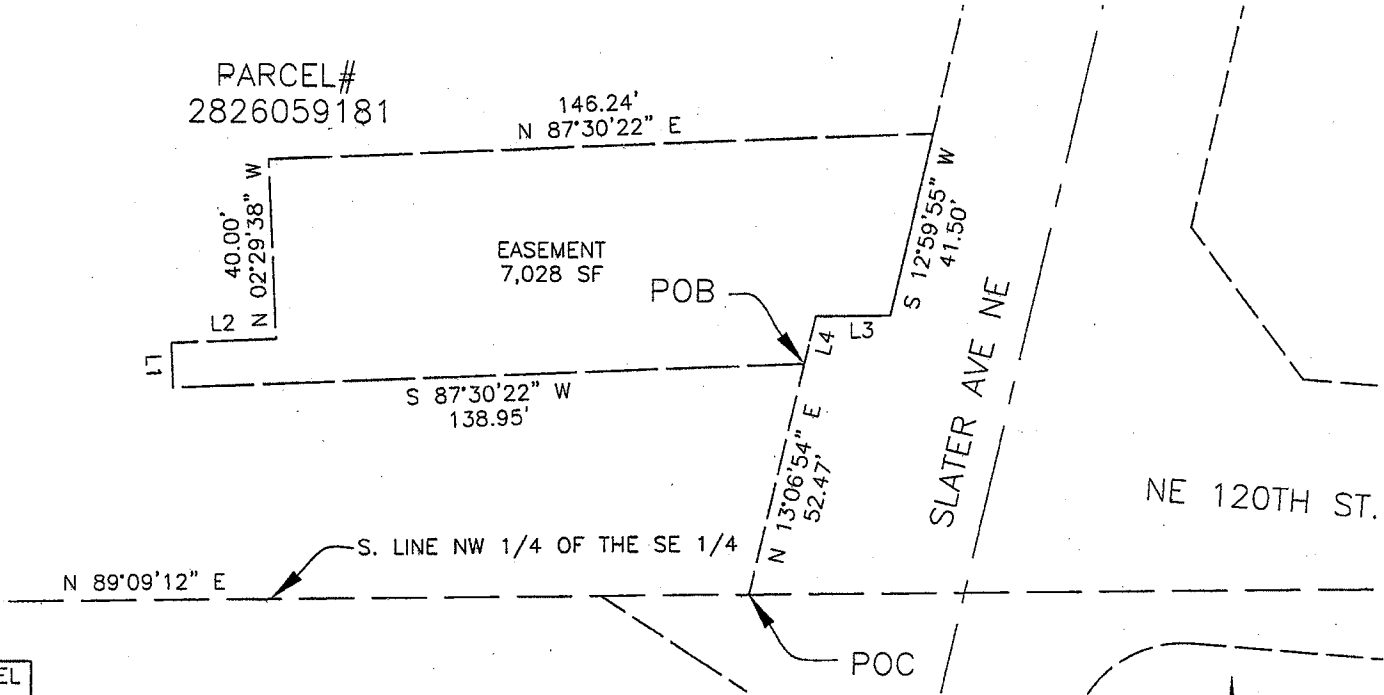 PARCEL#
2826059181
146.24'
N 87°30'22" E
40.00'
N 02°29'38" W
EASEMENT
7,028 SF
S 12°59'55" W
41.50'
POB
L2
L1
L3
L4
S 87°30'22" W
138.95'
N 13°06'54" E
52.47'
SLATER AVE NE
NE 120TH ST.
S. LINE NW 1/4 OF THE SE 1/4
N 89°09'12" E
POC
EL